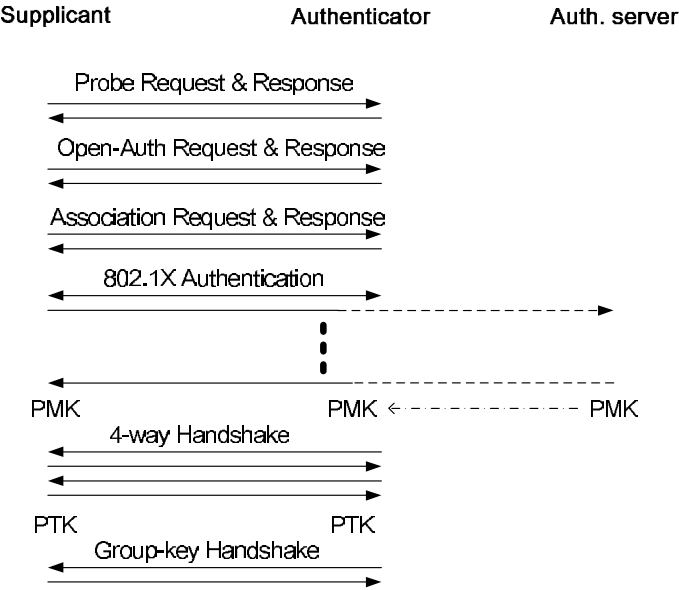 Supplicant Authenticator Auth. server
Probe Request & Response
Open-Auth Request & Response
Association Request & Response
802.1X Authentication
PMK PMK PMK
4-way Handshake
PTK PTK
Group-key Handshake